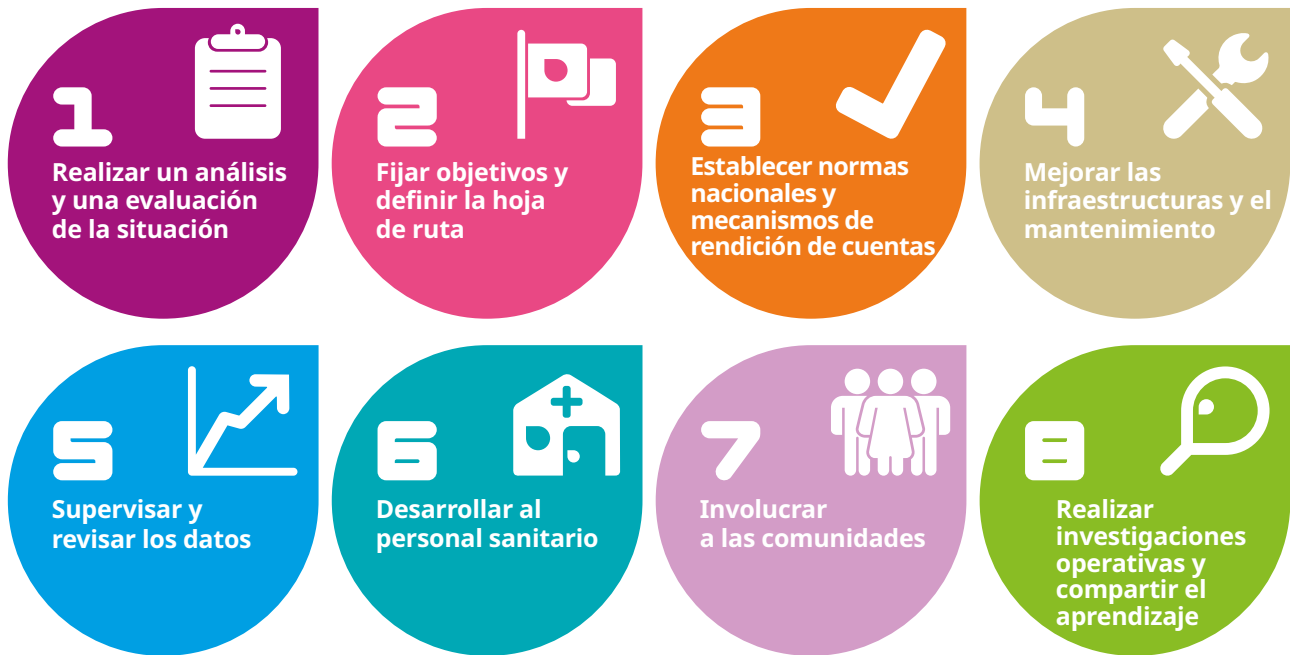 1
Realizar un análisis
y una evaluación
de la situación
2
Fijar objetivos y
definir la hoja
de ruta
3
Establecer normas
nacionales y
mecanismos de
rendición de cuentas
4
Mejorar las
infraestructuras y el
mantenimiento
5
Supervisar y
revisar los datos
6
Desarrollar al
personal sanitario
7
Involucrar
a las comunidades
8
Realizar
investigaciones
operativas y
compartir el
aprendizaje